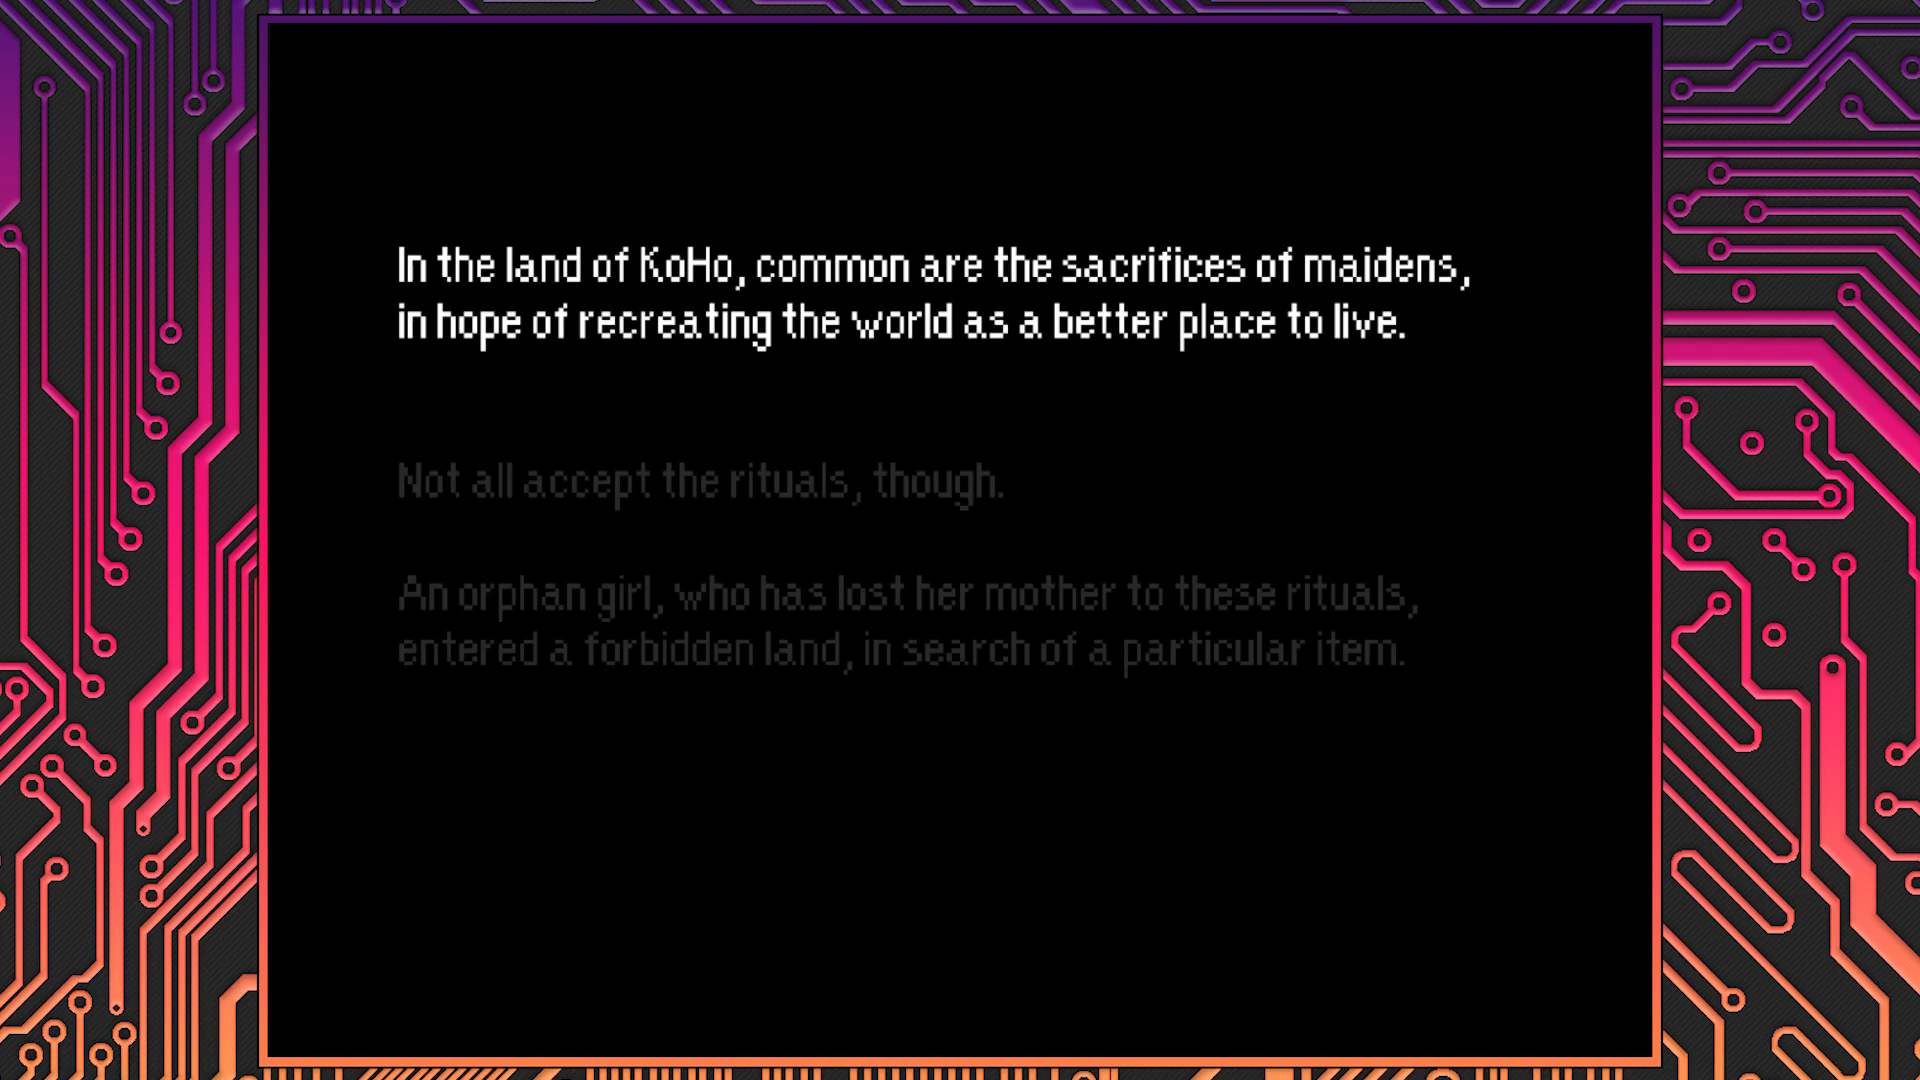 In the land of KoHo, common are the sacrifices of maidens,
in hope of recreating the world as a better place to live.
Not all accept the rituals, though.
An orphan girl, who has lost her mother to these rituals,
entered a forbidden land, in search of a particular item.